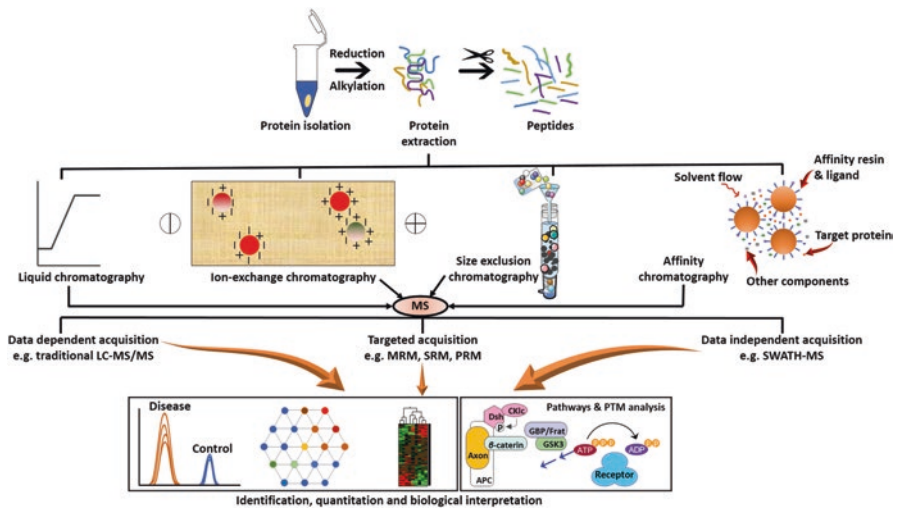 Reduction
Alkylation
Protein isolation
Protein
extraction
Peptides
Solvent flow
Affinity resin
& ligand
Target protein
Other components
Liquid chromatography
Ion-exchange chromatography
Size exclusion
chromatography
Affinity
chromatography
MS
Data dependent acquisition
e.g. traditional LC-MS/MS
Targeted acquisition
e.g. MRM, SRM, PRM
Data independent acquisition
e.g. SWATH-MS
Disease
Control
Pathways & PTM analysis
Dsh
CKlc
P
GBP/Frat
β-caterin
GSK3
Axon
APC
ATP
P P P
ADP
P P
Receptor
Identification, quantitation and biological interpretation